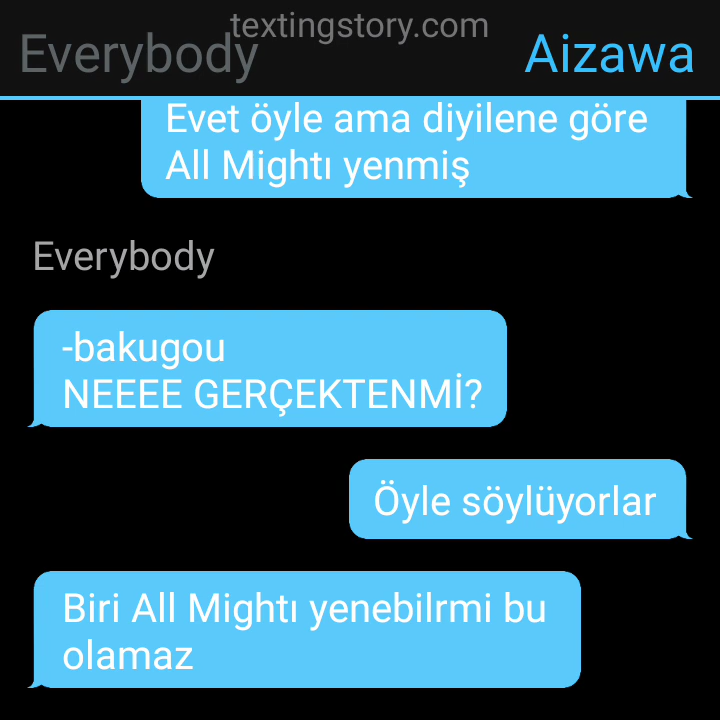 textingstory.com
Everybody
Aizawa
Evet öyle ama diyilene göre
All Mightı yenmiş
Everybody
-bakugou
NEEEE GERÇEKTENMİ?
Öyle söylüyorlar
Biri All Mightı yenebilrmi bu
olamaz